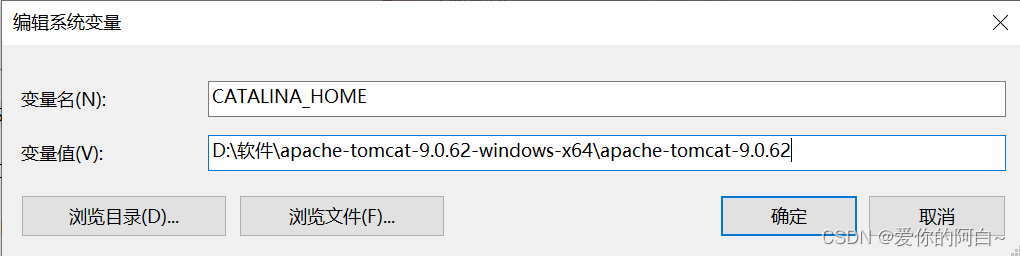 编辑系统变量
变量名(N):
CATALINA_HOME
变量值(V):
D:\软件\apache-tomcat-9.0.62-windows-x64\apache-tomcat-9.0.62
浏览目录(D)...
浏览文件(F)...
确定
取消
CSDN @爱你的阿白~